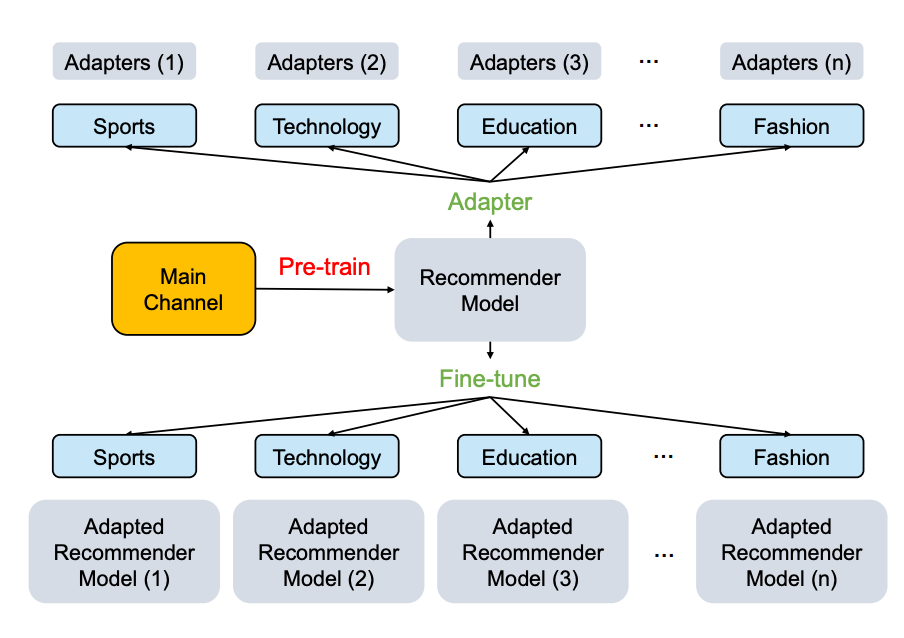 Adapters (1) Adapters (2) Adapters (3) ... Adapters (n)
Sports Technology Education ... Fashion
Adapter
Pre-train
Main
Channel
Recommender
Model
Fine-tune
Sports Technology Education ... Fashion
Adapted
Recommender
Model (1)
Adapted
Recommender
Model (2)
Adapted
Recommender
Model (3)
...
Adapted
Recommender
Model (n)